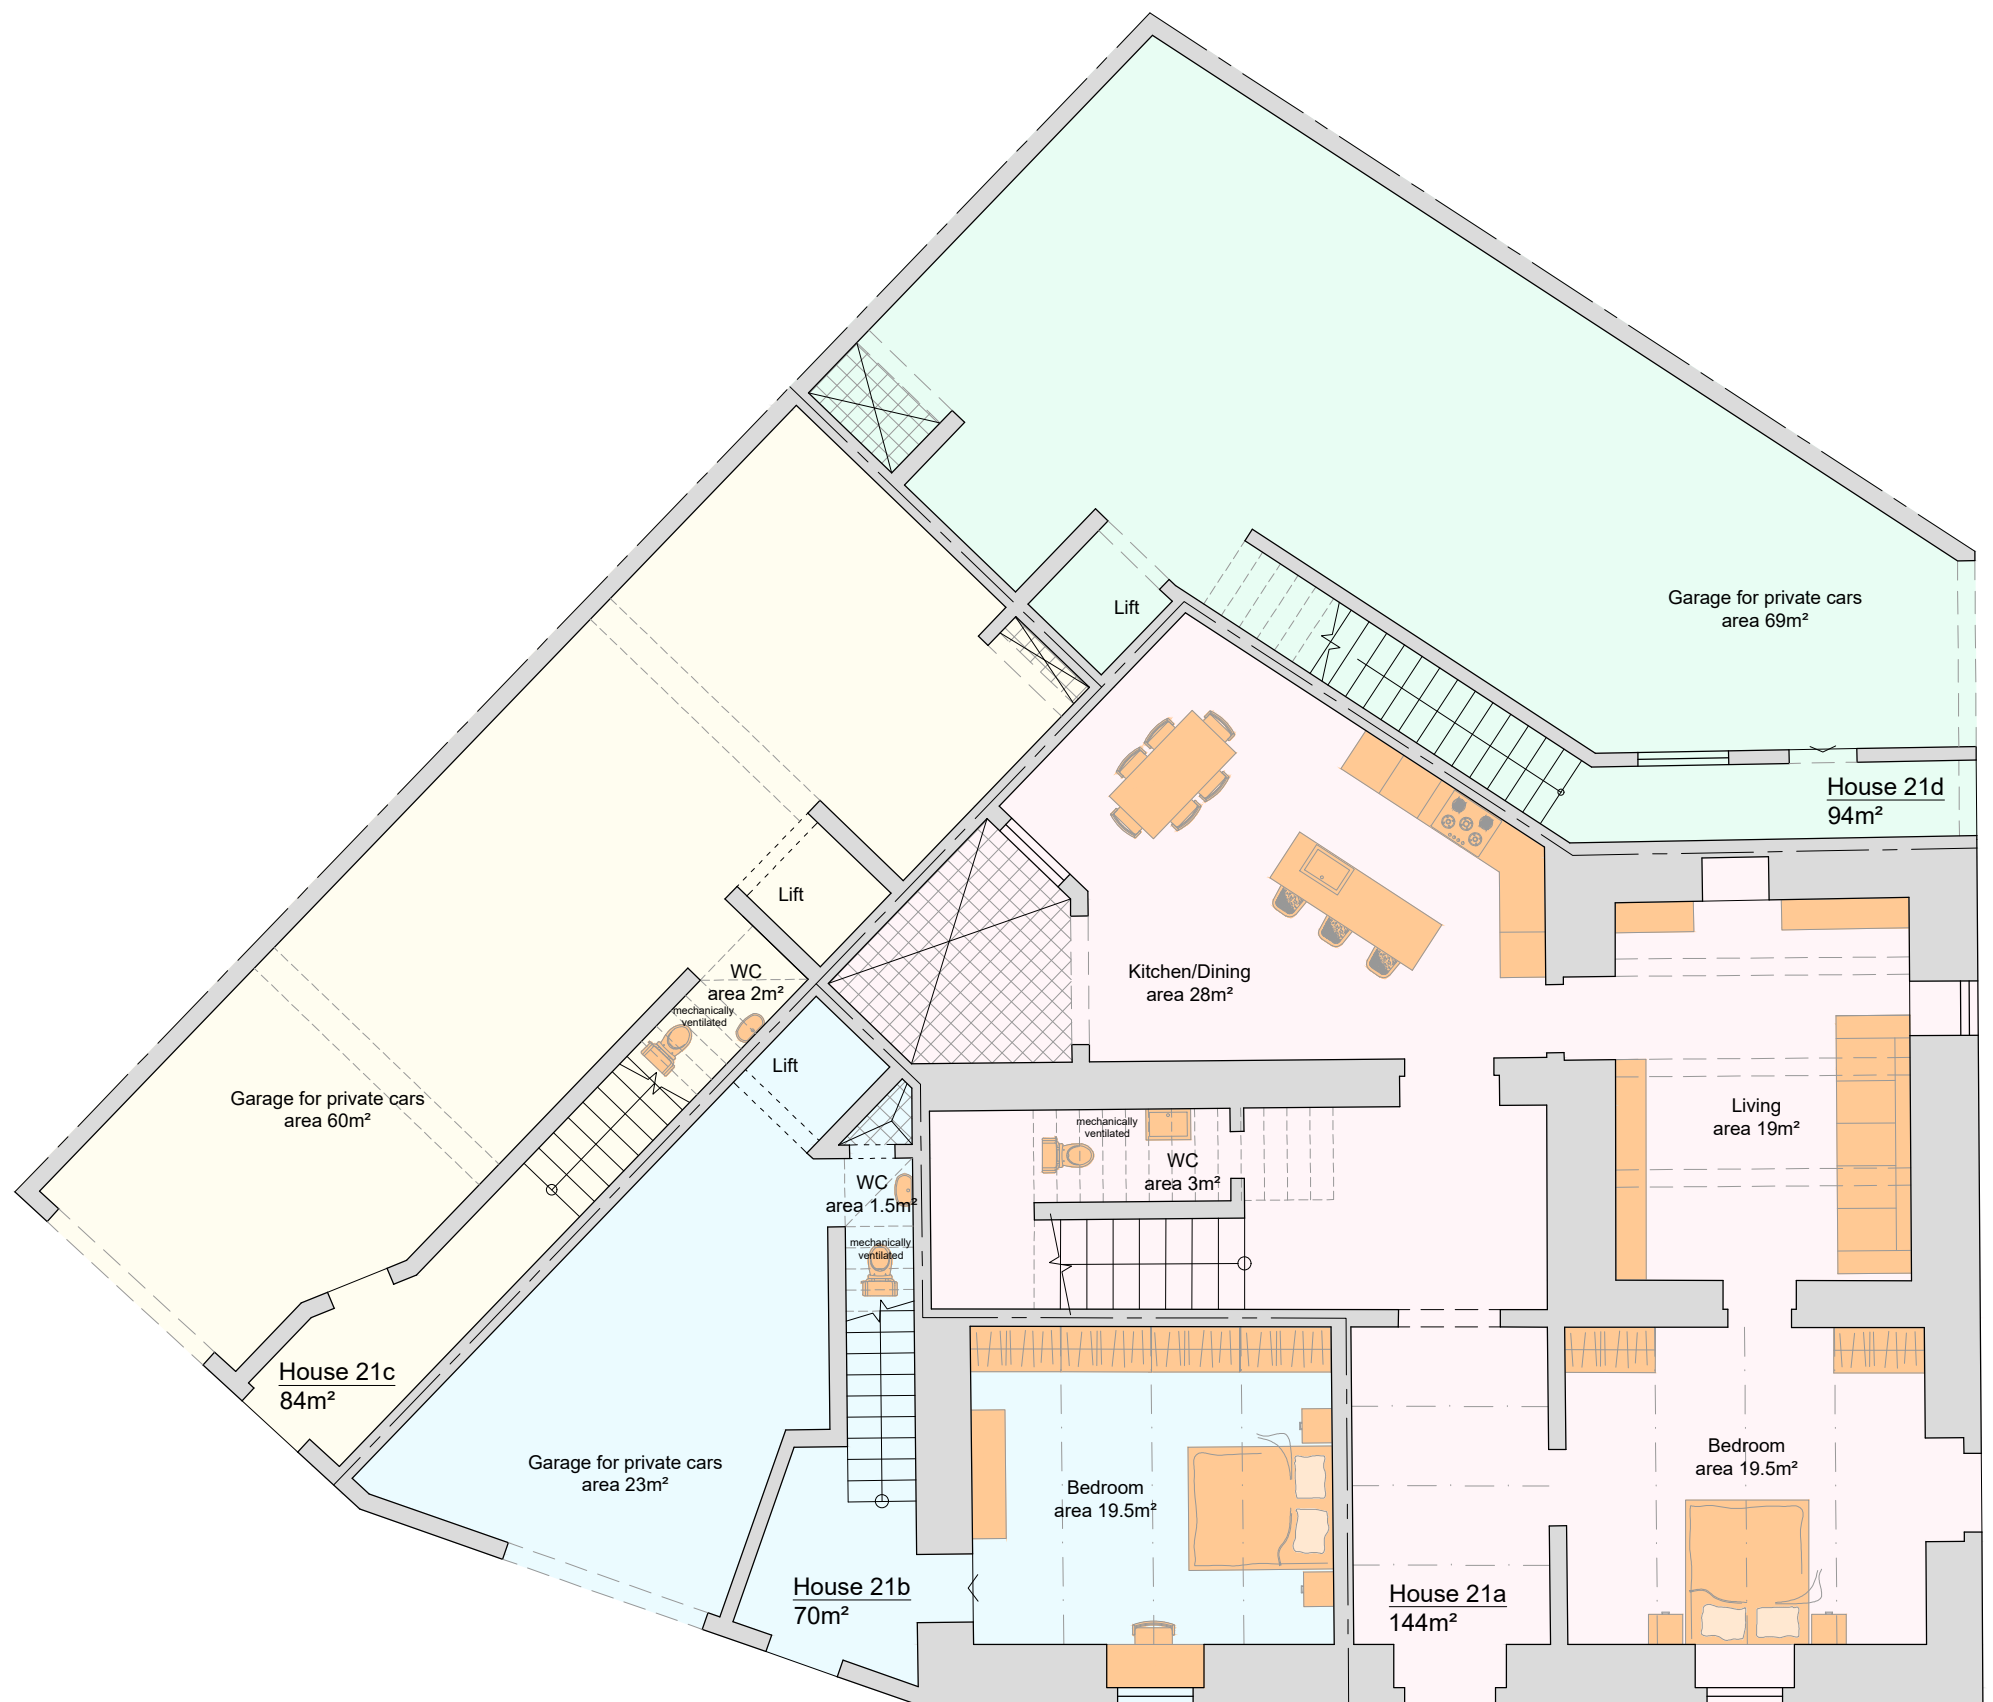 Garage for private cars
area 69m²
Lift
House 21d
94m²
Lift
WC
area 2m²
mechanically
ventilated
Kitchen/Dining
area 28m²
Lift
Garage for private cars
area 60m²
Living
area 19m²
mechanically
ventilated
WC
area 3m²
WC
area 1.5m²
mechanically
ventilated
House 21c
84m²
Garage for private cars
area 23m²
Bedroom
area 19.5m²
Bedroom
area 19.5m²
House 21b
70m²
House 21a
144m²